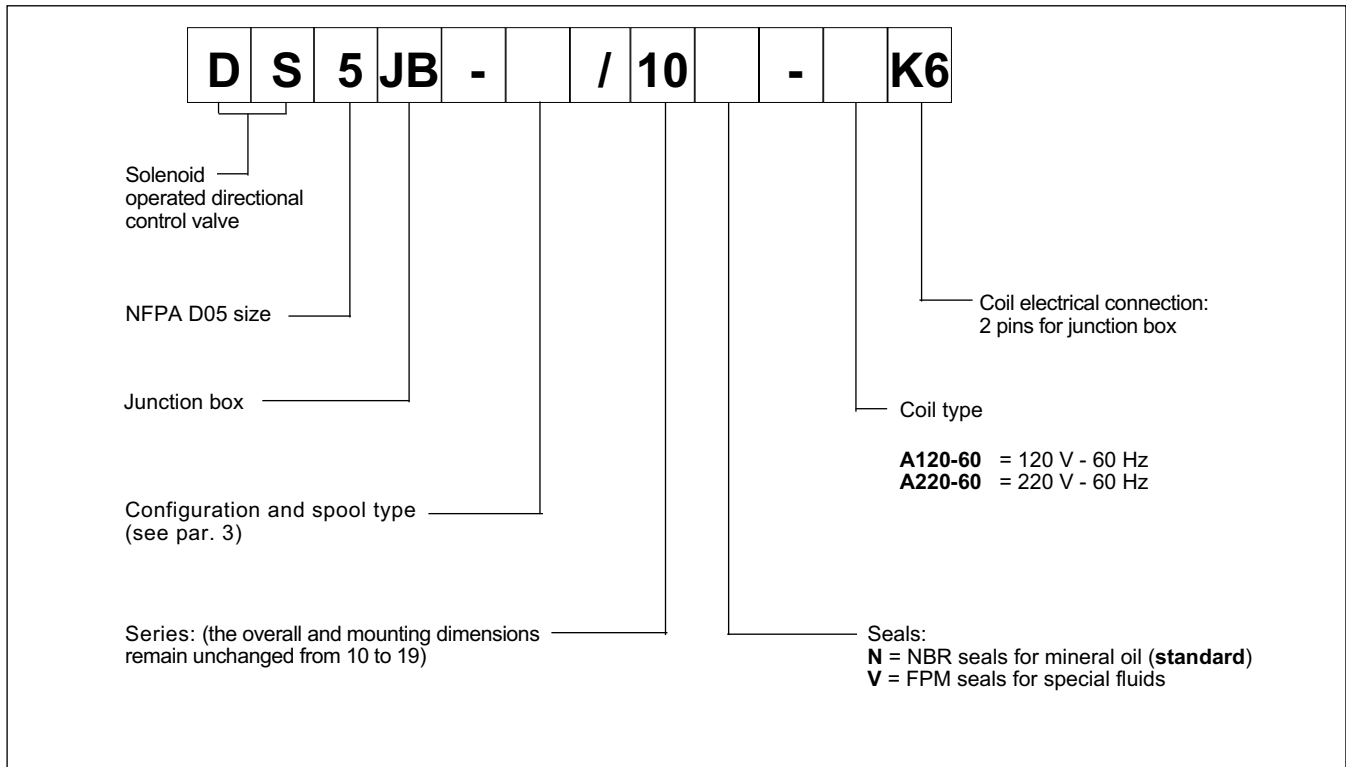 D S 5 JB - / 10 - K6
Solenoid
operated directional
control valve
NFPA D05 size
Junction box
Configuration and spool type
(see par. 3)
Series: (the overall and mounting dimensions
remain unchanged from 10 to 19)
Coil electrical connection:
2 pins for junction box
Coil type
A120-60 = 120 V - 60 Hz
A220-60 = 220 V - 60 Hz
Seals:
N = NBR seals for mineral oil (standard)
V = FPM seals for special fluids